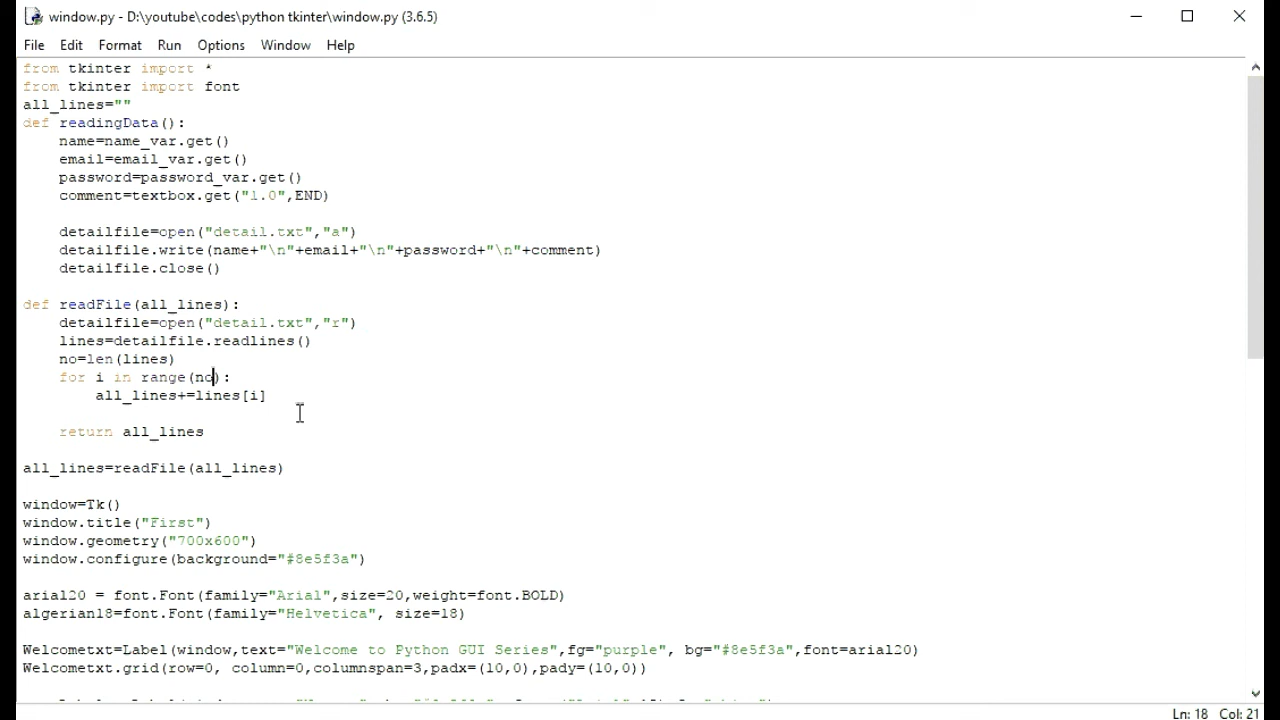 window.py - D:\youtube\codes\python tkinter\window.py (3.6.5)
File Edit Format Run Options Window Help
from tkinter import *
from tkinter import font
all_lines=""
def readingData():
    name=name_var.get()
    email=email_var.get()
    password=password_var.get()
    comment=textbox.get("1.0",END)
    detailfile=open("detail.txt","a")
    detailfile.write(name+"\n"+email+"\n"+password+"\n"+comment)
    detailfile.close()
def readFile(all_lines):
    detailfile=open("detail.txt","r")
    lines=detailfile.readlines()
    no=len(lines)
    for i in range(no):
        all_lines+=lines[i]
    return all_lines
all_lines=readFile(all_lines)
window=Tk()
window.title("First")
window.geometry("700x600")
window.configure(background="#8e5f3a")
arial20 = font.Font(family="Arial",size=20,weight=font.BOLD)
algerian18=font.Font(family="Helvetica", size=18)
Welcometxt=Label(window,text="Welcome to Python GUI Series",fg="purple", bg="#8e5f3a",font=arial20)
Welcometxt.grid(row=0, column=0,columnspan=3,padx=(10,0),pady=(10,0))
Ln: 18 Col: 21